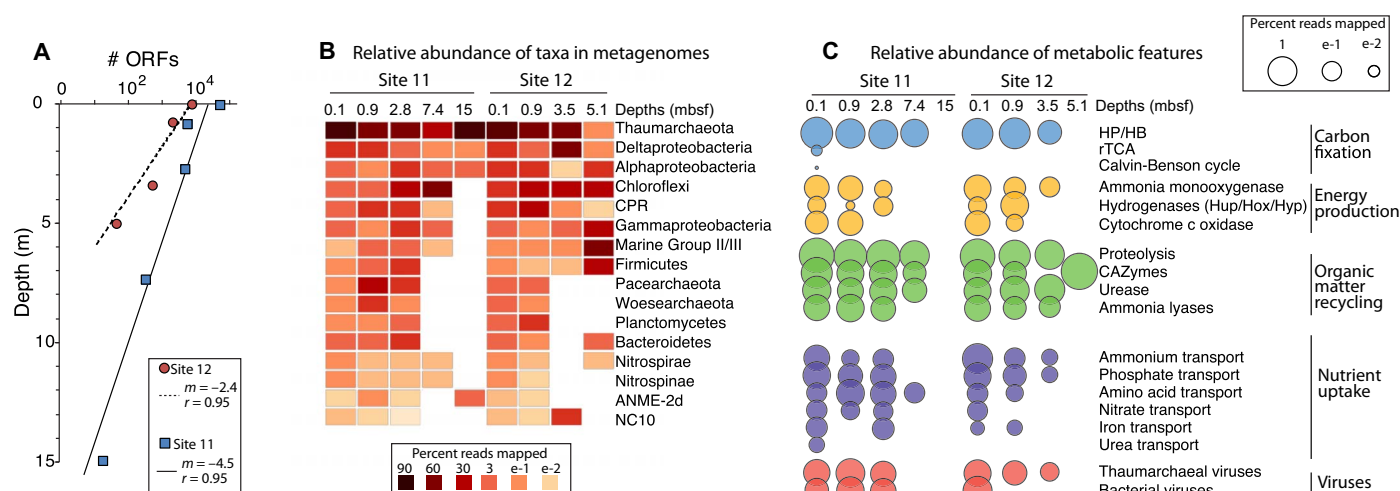 A
# ORFs
0 10² 10⁴
0
5
10
15
Depth (m)
Site 12
m = –2.4
r = 0.95
Site 11
m = –4.5
r = 0.95
B Relative abundance of taxa in metagenomes
Site 11 Site 12
0.1 0.9 2.8 7.4 15 0.1 0.9 3.5 5.1 Depths (mbsf)
Thaumarchaeota
Deltaproteobacteria
Alphaproteobacteria
Chloroflexi
CPR
Gammaproteobacteria
Marine Group II/III
Firmicutes
Pacearchaeota
Woesearchaeota
Planctomycetes
Bacteroidetes
Nitrospirae
Nitrospinae
ANME-2d
NC10
Percent reads mapped
90 60 30 3 e-1 e-2
C Relative abundance of metabolic features
Percent reads mapped
1 e-1 e-2
Site 11 Site 12
0.1 0.9 2.8 7.4 15 0.1 0.9 3.5 5.1 Depths (mbsf)
HP/HB
rTCA
Calvin-Benson cycle
Carbon
fixation
Ammonia monooxygenase
Hydrogenases (Hup/Hox/Hyp)
Cytochrome c oxidase
Energy
production
Proteolysis
CAZymes
Urease
Ammonia lyases
Organic
matter
recycling
Ammonium transport
Phosphate transport
Amino acid transport
Nitrate transport
Iron transport
Urea transport
Nutrient
uptake
Thaumarchaeal viruses
Bacterial viruses
Viruses